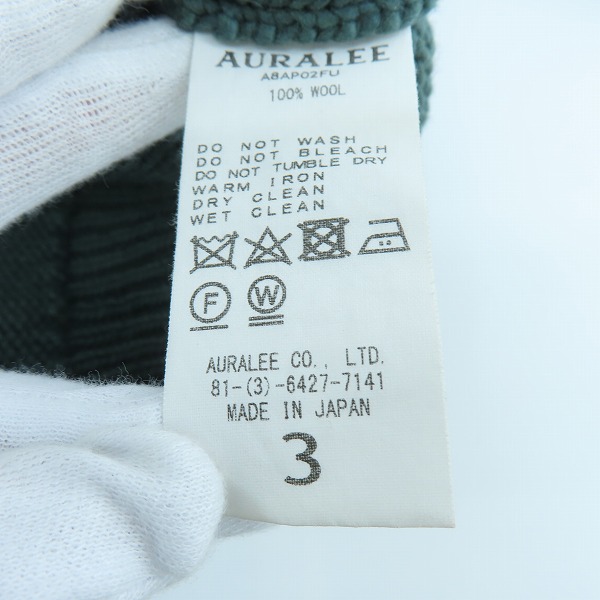 AURALEE
A8AP02FU
100% WOOL
DO NOT WASH
DO NOT BLEACH
DO NOT TUMBLE DRY
WARM IRON
DRY CLEAN
WET CLEAN
F W
AURALEE CO., LTD.
81-(3)-6427-7141
MADE IN JAPAN
3